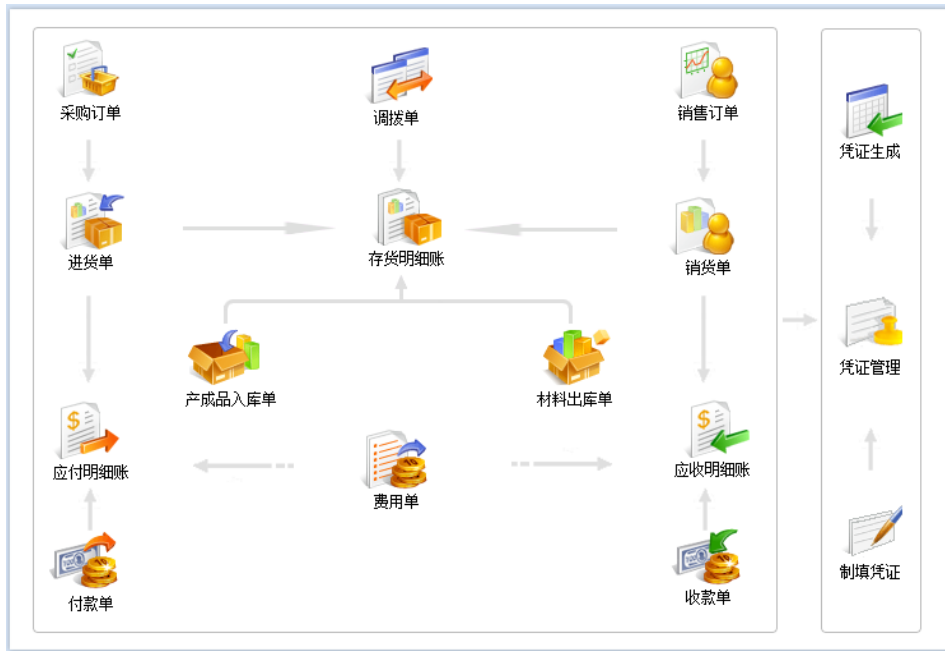 采购订单
调拨单
销售订单
凭证生成
进货单
存货明细账
销货单
凭证管理
产成品入库单
材料出库单
应付明细账
费用单
应收明细账
付款单
收款单
制填凭证